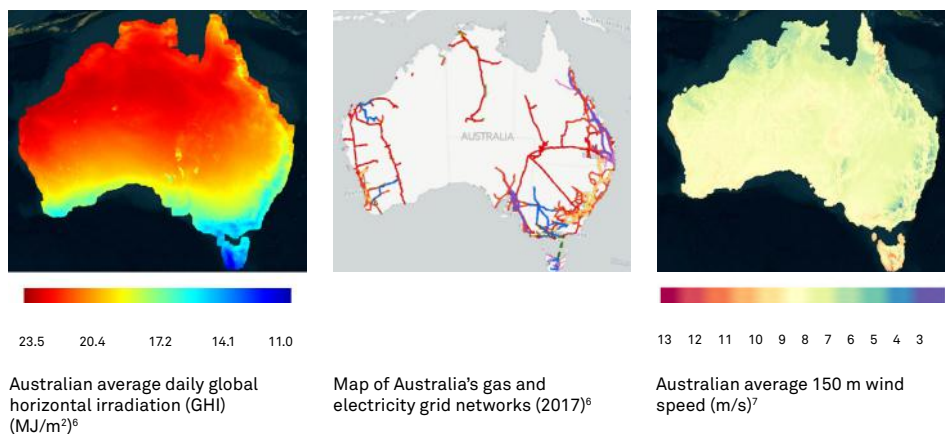 AUSTRALIA
23.5 20.4 17.2 14.1 11.0
13 12 11 10 9 8 7 6 5 4 3
Australian average daily global
horizontal irradiation (GHI)
(MJ/m²)⁶
Map of Australia's gas and
electricity grid networks (2017)⁶
Australian average 150 m wind
speed (m/s)⁷